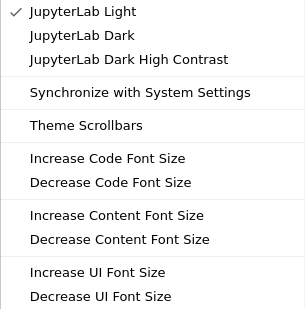 JupyterLab Light
JupyterLab Dark
JupyterLab Dark High Contrast
Synchronize with System Settings
Theme Scrollbars
Increase Code Font Size
Decrease Code Font Size
Increase Content Font Size
Decrease Content Font Size
Increase UI Font Size
Decrease UI Font Size